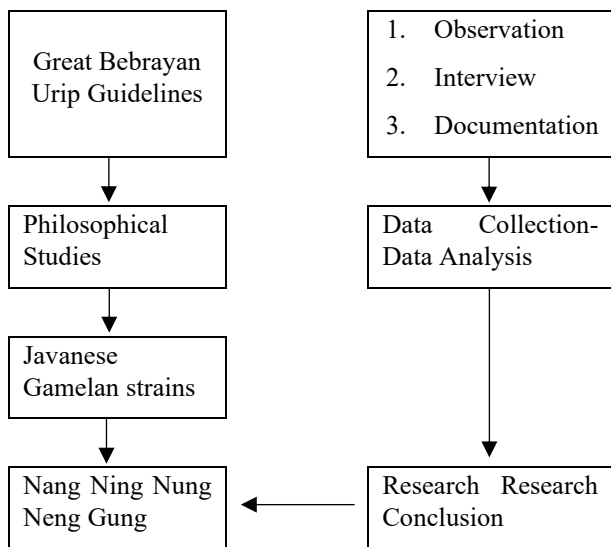 Great Bebrayan
Urip Guidelines
1. Observation
2. Interview
3. Documentation
Philosophical
Studies
Data Collection-
Data Analysis
Javanese
Gamelan strains
Nang Ning Nung
Neng Gung
Research Research
Conclusion